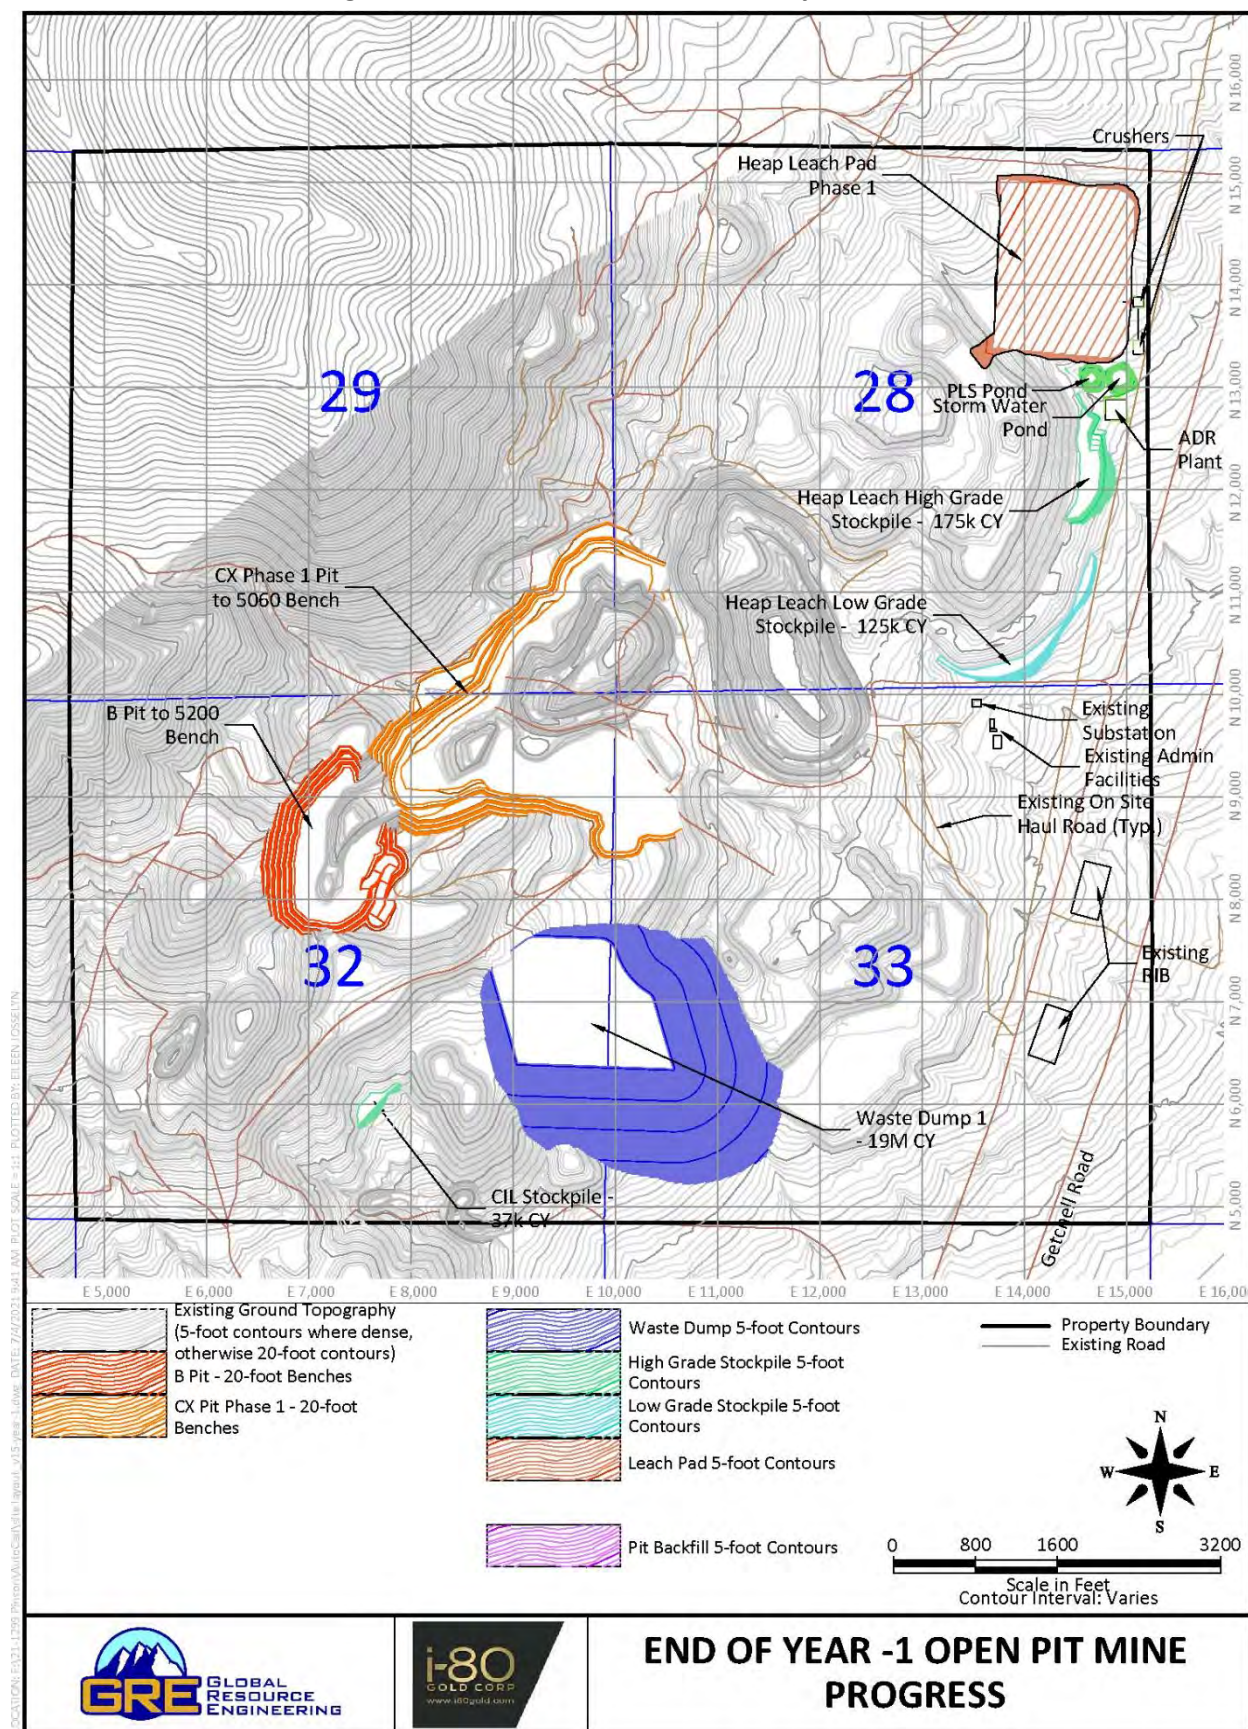 Crushers
Heap Leach Pad
Phase 1
29
28
PLS Pond
Storm Water
Pond
ADR
Plant
Heap Leach High Grade
Stockpile - 175k CY
CX Phase 1 Pit
to 5060 Bench
Heap Leach Low Grade
Stockpile - 125k CY
B Pit to 5200
Bench
Existing
Substation
Existing Admin
Facilities
Existing On Site
Haul Road (Typ.)
32
33
Existing
RIB
Waste Dump 1
- 19M CY
CIL Stockpile -
37k CY
Getchell Road
N 16,000
N 15,000
N 14,000
N 13,000
N 12,000
N 11,000
N 10,000
N 9,000
N 8,000
N 7,000
N 6,000
N 5,000
E 5,000
E 6,000
E 7,000
E 8,000
E 9,000
E 10,000
E 11,000
E 12,000
E 13,000
E 14,000
E 15,000
E 16,000
Existing Ground Topography
(5-foot contours where dense,
otherwise 20-foot contours)
B Pit - 20-foot Benches
CX Pit Phase 1 - 20-foot
Benches
Waste Dump 5-foot Contours
High Grade Stockpile 5-foot
Contours
Low Grade Stockpile 5-foot
Contours
Leach Pad 5-foot Contours
Pit Backfill 5-foot Contours
Property Boundary
Existing Road
N
W
E
S
0 800 1600 3200
Scale in Feet
Contour Interval: Varies
GRE
GLOBAL
RESOURCE
ENGINEERING
i-80
GOLD CORP
www.i80gold.com
END OF YEAR -1 OPEN PIT MINE
PROGRESS